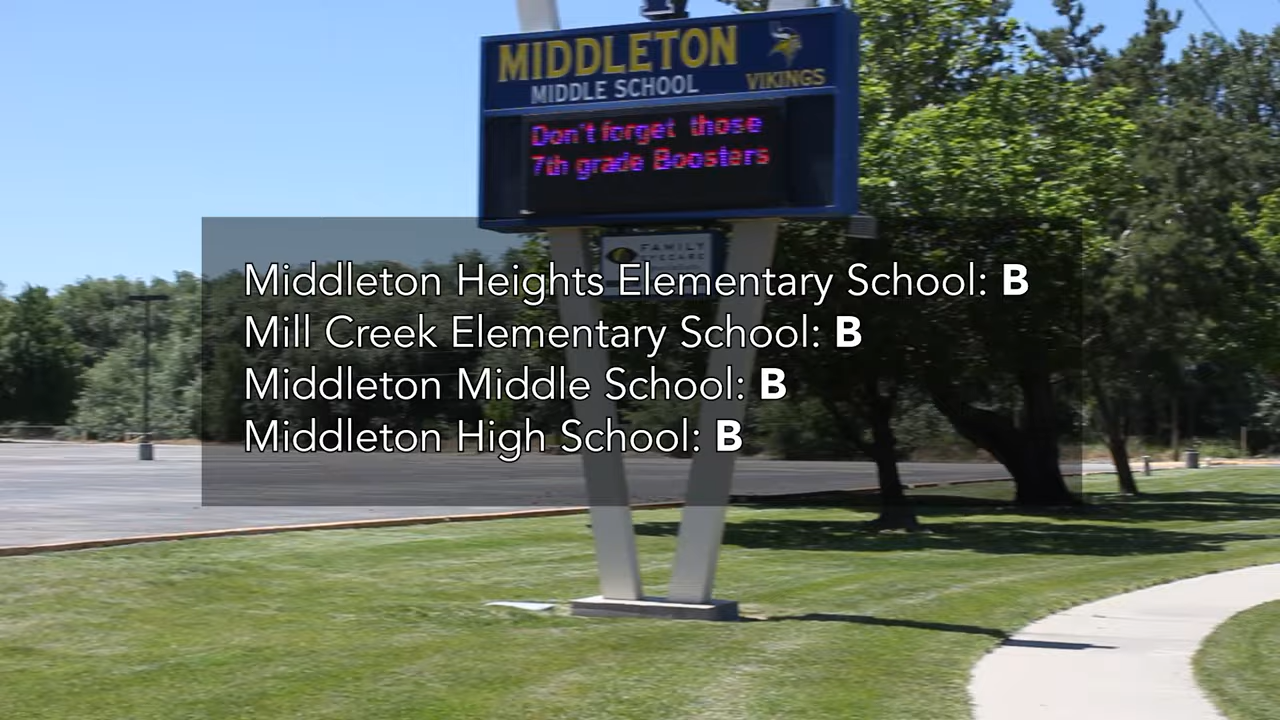 MIDDLETON
MIDDLE SCHOOL
VIKINGS
Don't forget those
7th grade Boosters
FAMILY
EYECARE
Middleton Heights Elementary School: B
Mill Creek Elementary School: B
Middleton Middle School: B
Middleton High School: B